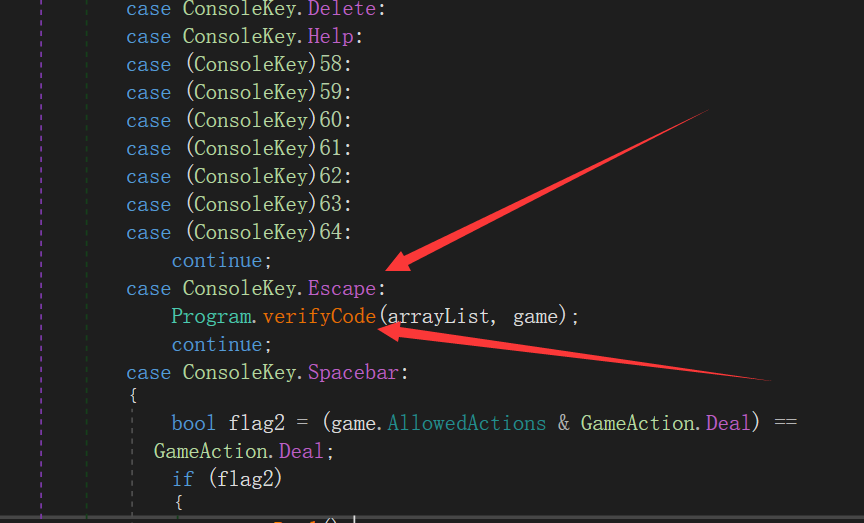 case ConsoleKey.Delete:
case ConsoleKey.Help:
case (ConsoleKey)58:
case (ConsoleKey)59:
case (ConsoleKey)60:
case (ConsoleKey)61:
case (ConsoleKey)62:
case (ConsoleKey)63:
case (ConsoleKey)64:
continue;
case ConsoleKey.Escape:
Program.verifyCode(arrayList, game);
continue;
case ConsoleKey.Spacebar:
{
bool flag2 = (game.AllowedActions & GameAction.Deal) ==
GameAction.Deal;
if (flag2)
{